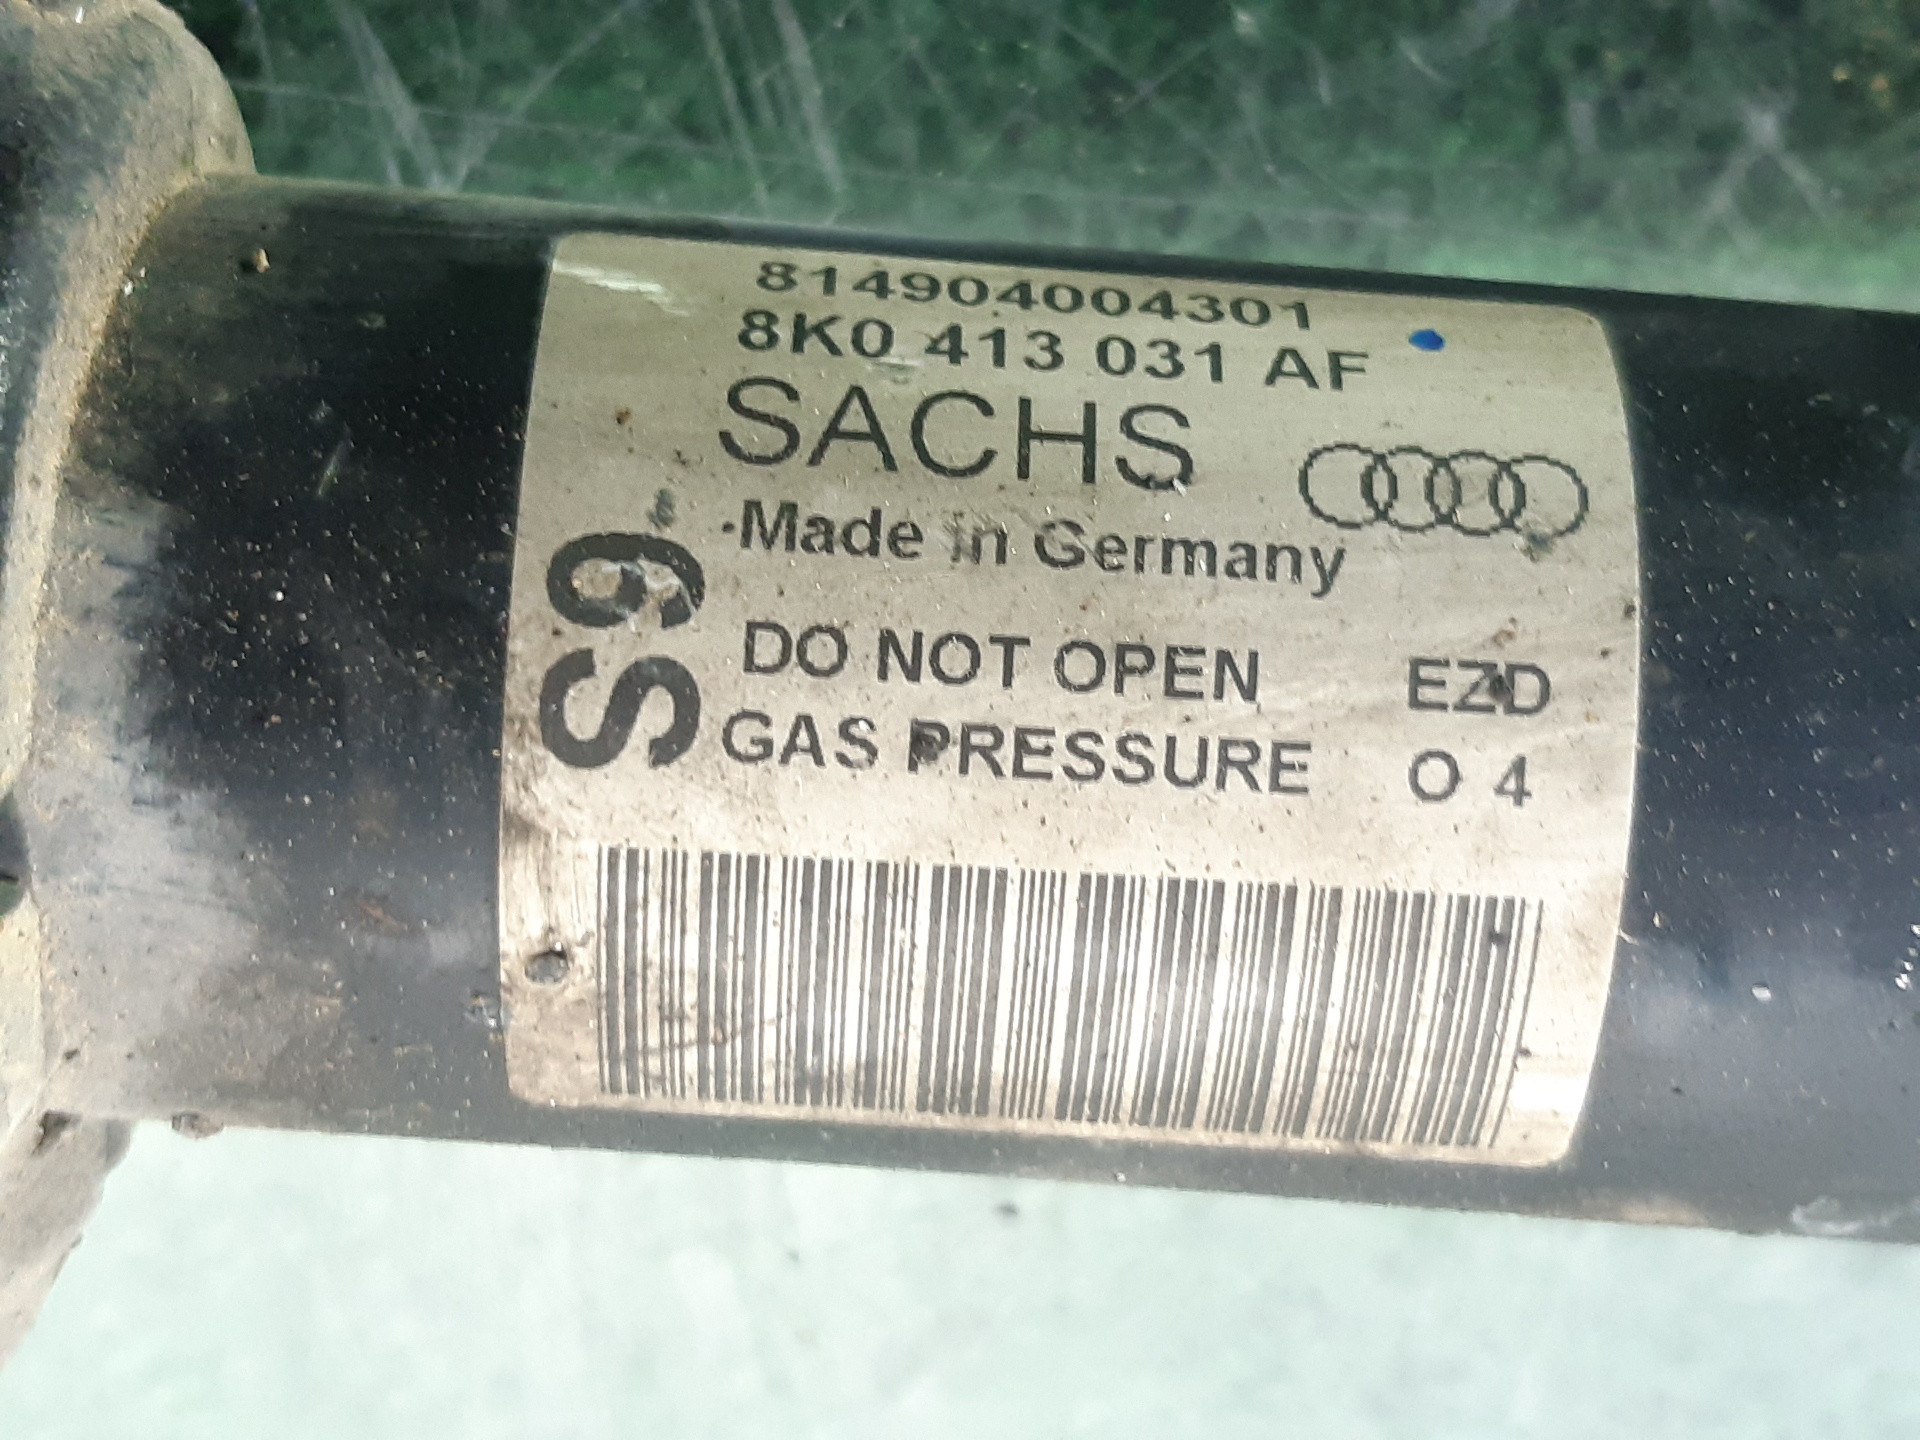 814904004301
8K0 413 031 AF
SACHS
Made in Germany
S9
DO NOT OPEN EZD
GAS PRESSURE O 4